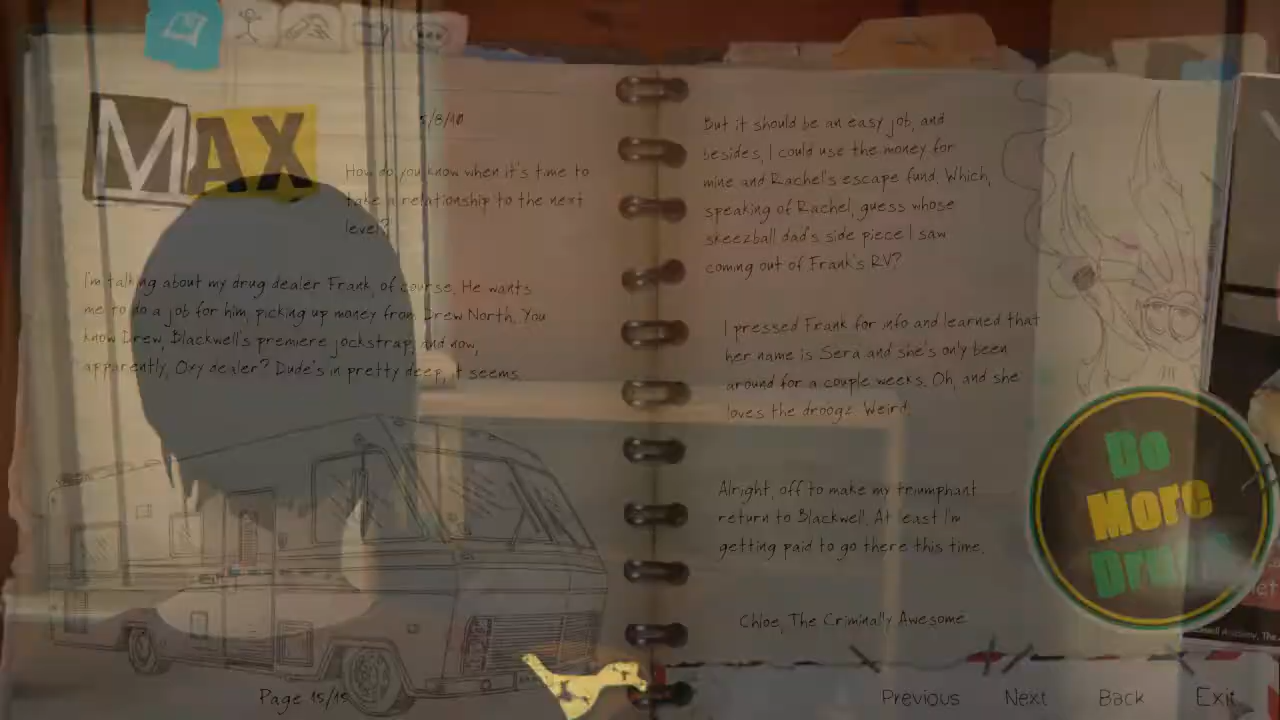 MAX
5/8/10
How do you know when it's time to
take a relationship to the next
level?
I'm talking about my drug dealer Frank, of course. He wants
me to do a job for him, picking up money from Drew North. You
know Drew, Blackwell's premiere jockstrap, and now,
apparently, Oxy dealer? Dude's in pretty deep, it seems.
Page 15/15
But it should be an easy job, and
besides, I could use the money for
mine and Rachel's escape fund. Which,
speaking of Rachel, guess whose
skeezball dad's side piece I saw
coming out of Frank's RV?
I pressed Frank for info and learned that
her name is Sera and she's only been
around for a couple weeks. Oh, and she
loves the droogz. Weird.
Alright, off to make my triumphant
return to Blackwell. At least I'm
getting paid to go there this time.
Chloe, The Criminally Awesome
Do
More
Previous Next Back Exit